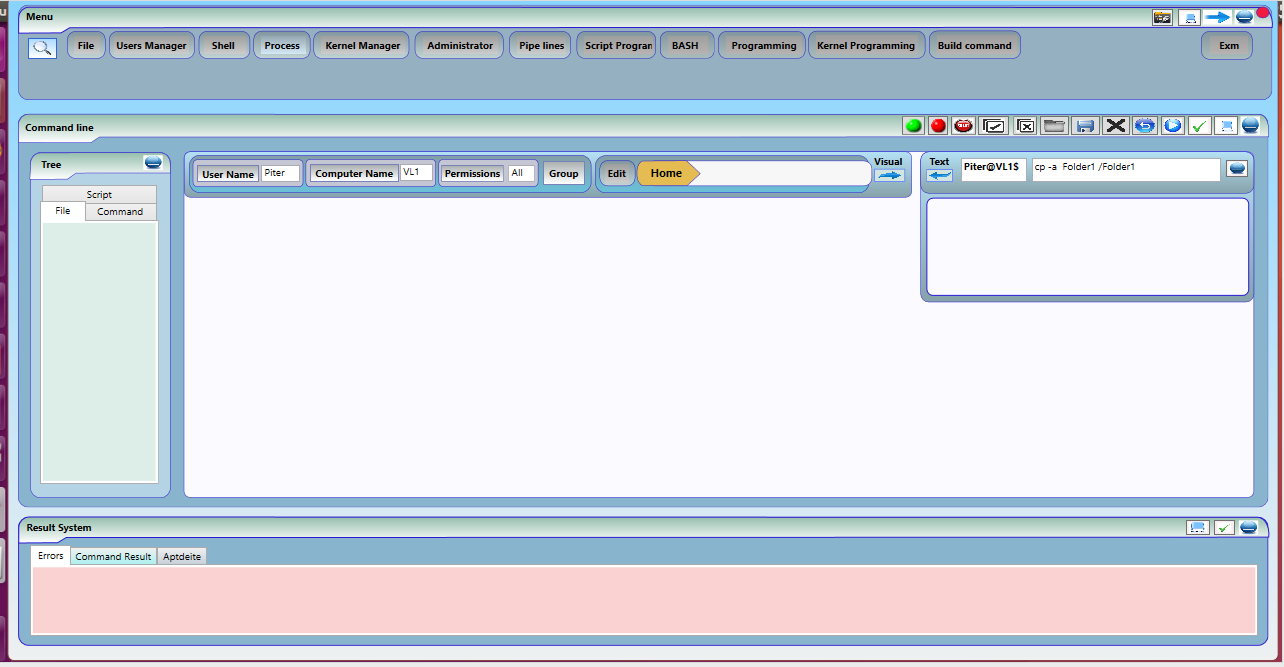 Menu
File Users Manager Shell Process Kernel Manager Administrator Pipe lines Script Progran BASH Programming Kernel Programming Build command Exm
Command line
Tree
Script
File Command
User Name Piter Computer Name VL1 Permissions All Group Edit Home Visual
Text Piter@VL1$ cp -a Folder1 /Folder1
Result System
Errors Command Result Aptdeite